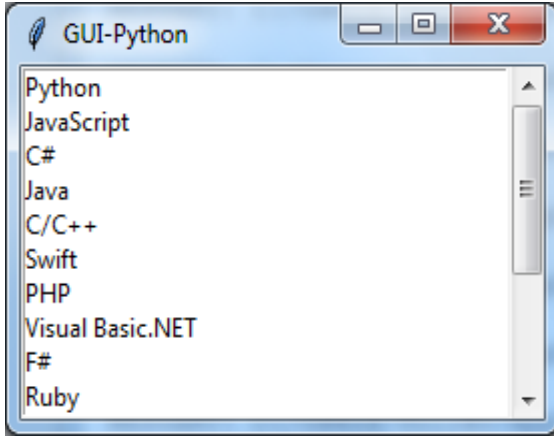 GUI-Python
Python
JavaScript
C#
Java
C/C++
Swift
PHP
Visual Basic.NET
F#
Ruby